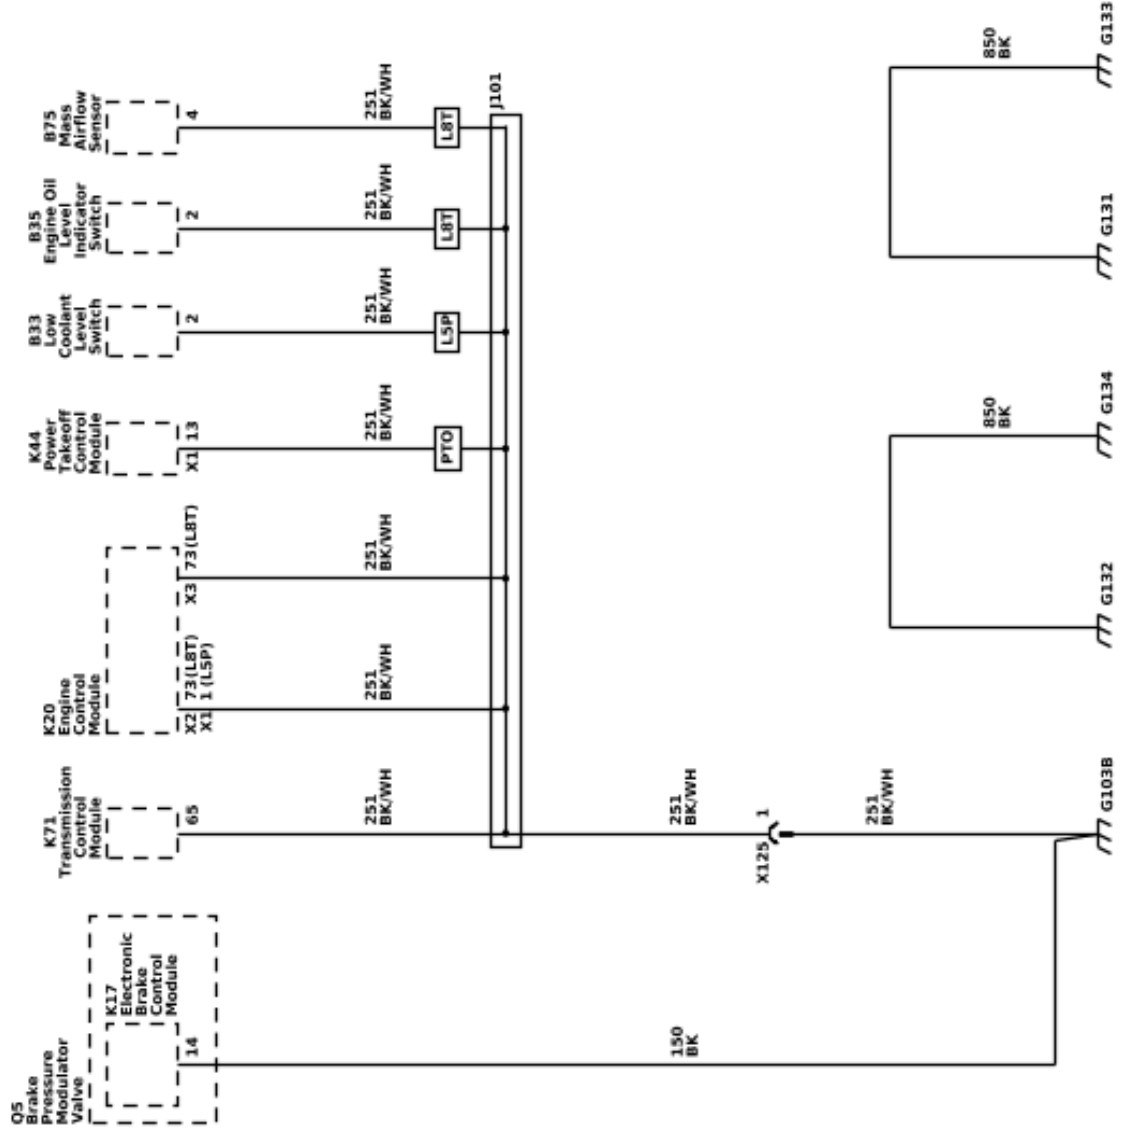 Q5
Brake
Pressure
Modulator
Valve
K17
Electronic
Brake
Control
Module
14
150
BK
K71
Transmission
Control
Module
65
251
BK/WH
251
BK/WH
X125
1
251
BK/WH
G103B
K20
Engine
Control
Module
X2 73(L8T)
X1 1 (L5P)
251
BK/WH
X3 73(L8T)
251
BK/WH
K44
Power
Takeoff
Control
Module
X1 13
251
BK/WH
PTO
B33
Low
Coolant
Level
Switch
2
251
BK/WH
L5P
B35
Engine Oil
Level
Indicator
Switch
2
251
BK/WH
L8T
B75
Mass
Airflow
Sensor
4
251
BK/WH
L8T
J101
G132
850
BK
G134
G131
850
BK
G133